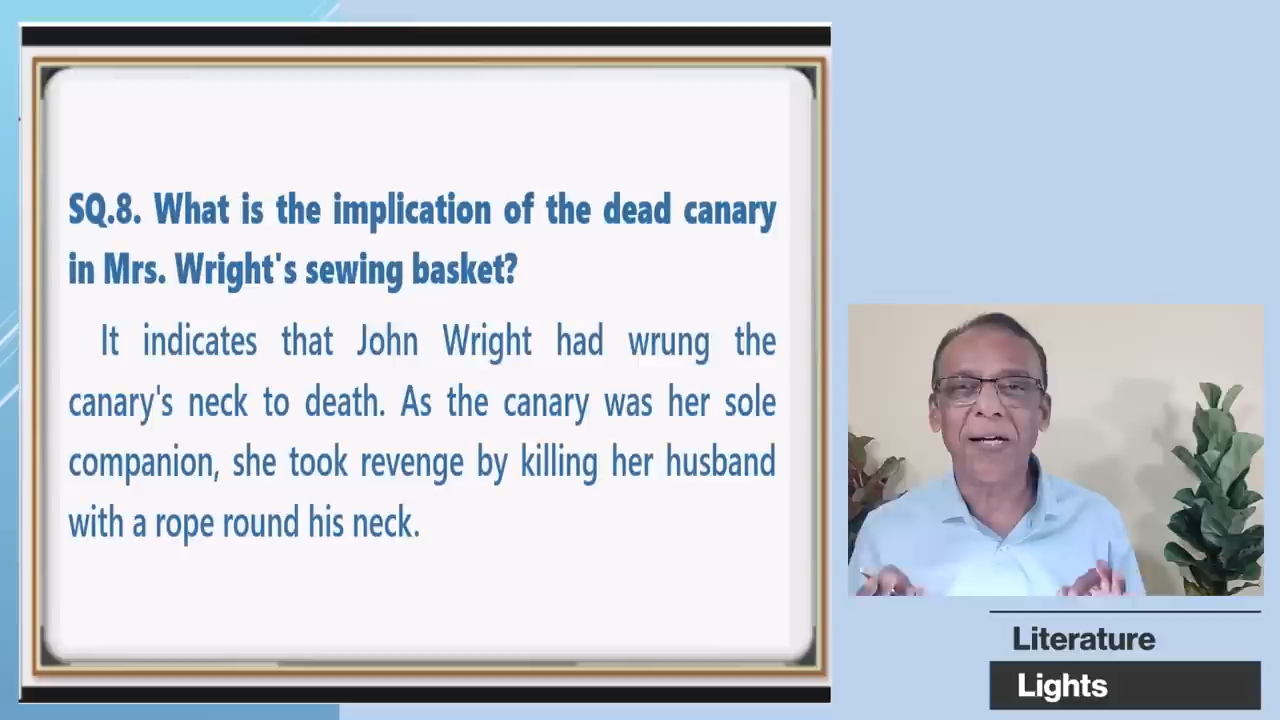 SQ.8. What is the implication of the dead canary
in Mrs. Wright's sewing basket?
It indicates that John Wright had wrung the
canary's neck to death. As the canary was her sole
companion, she took revenge by killing her husband
with a rope round his neck.
Literature
Lights